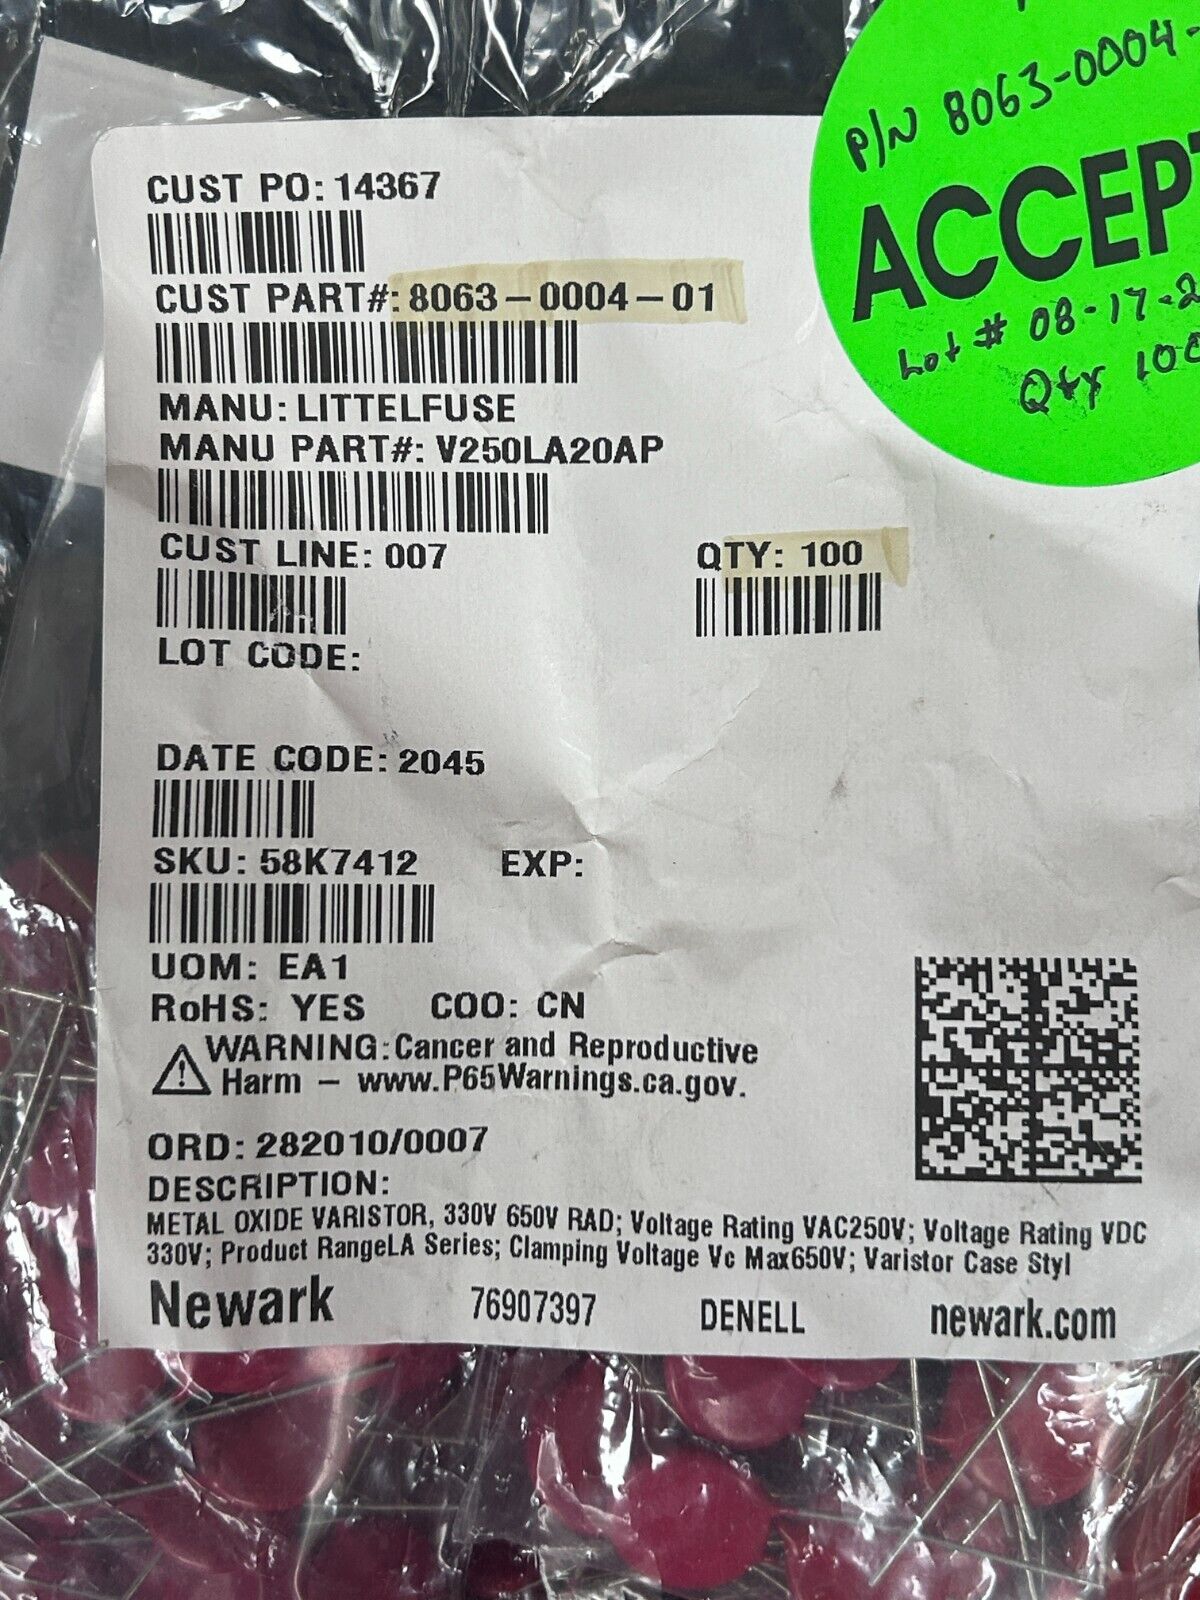 CUST PO: 14367
CUST PART#: 8063-0004-01
MANU: LITTELFUSE
MANU PART#: V250LA20AP
CUST LINE: 007
QTY: 100
LOT CODE:
DATE CODE: 2045
SKU: 58K7412 EXP:
UOM: EA1
RoHS: YES COO: CN
WARNING: Cancer and Reproductive
Harm – www.P65Warnings.ca.gov.
ORD: 282010/0007
DESCRIPTION:
METAL OXIDE VARISTOR, 330V 650V RAD; Voltage Rating VAC250V; Voltage Rating VDC
330V; Product RangeLA Series; Clamping Voltage Vc Max650V; Varistor Case Styl
Newark 76907397 DENELL newark.com
P/N 8063-0004-
ACCEPT
Lot # 08-17-2
Qty 100